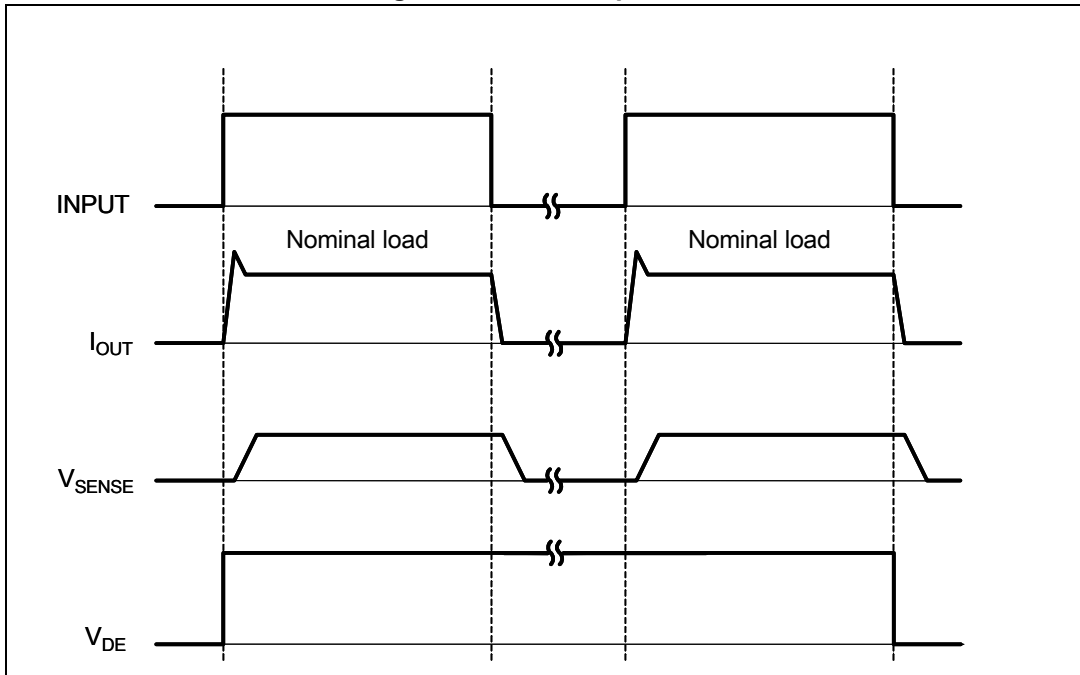 INPUT
Nominal load
Nominal load
IOUT
VSENSE
VDE